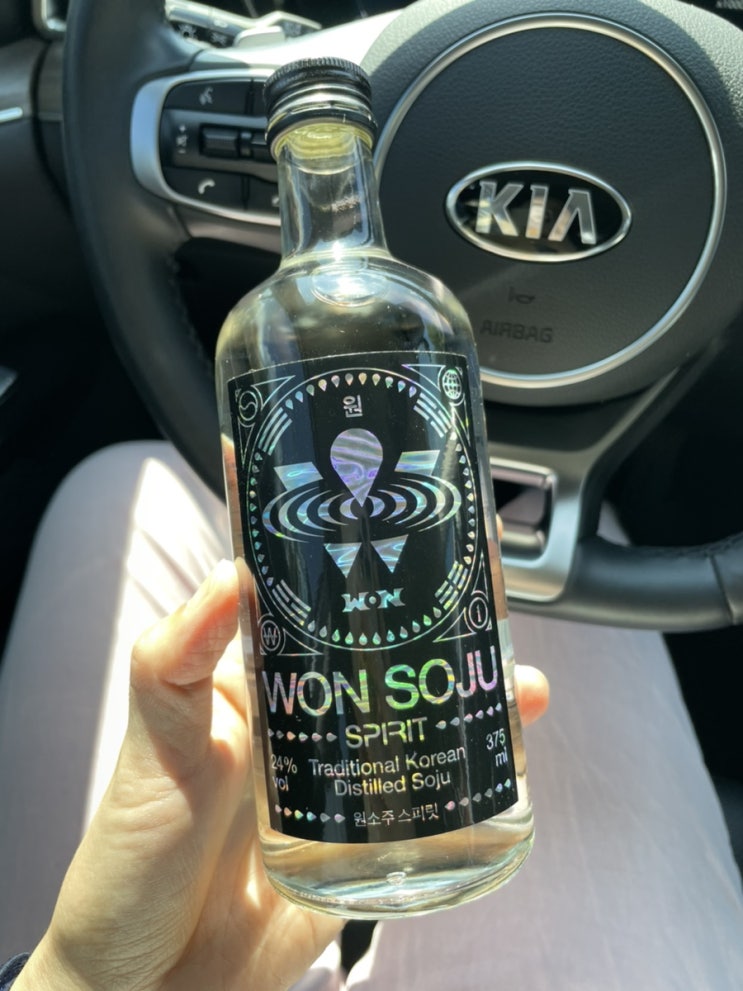 KIA
AIRBAG
원
W·N
WON SOJU
SPIRIT
24%
vol
Traditional Korean
Distilled Soju
375
ml
원소주 스피릿